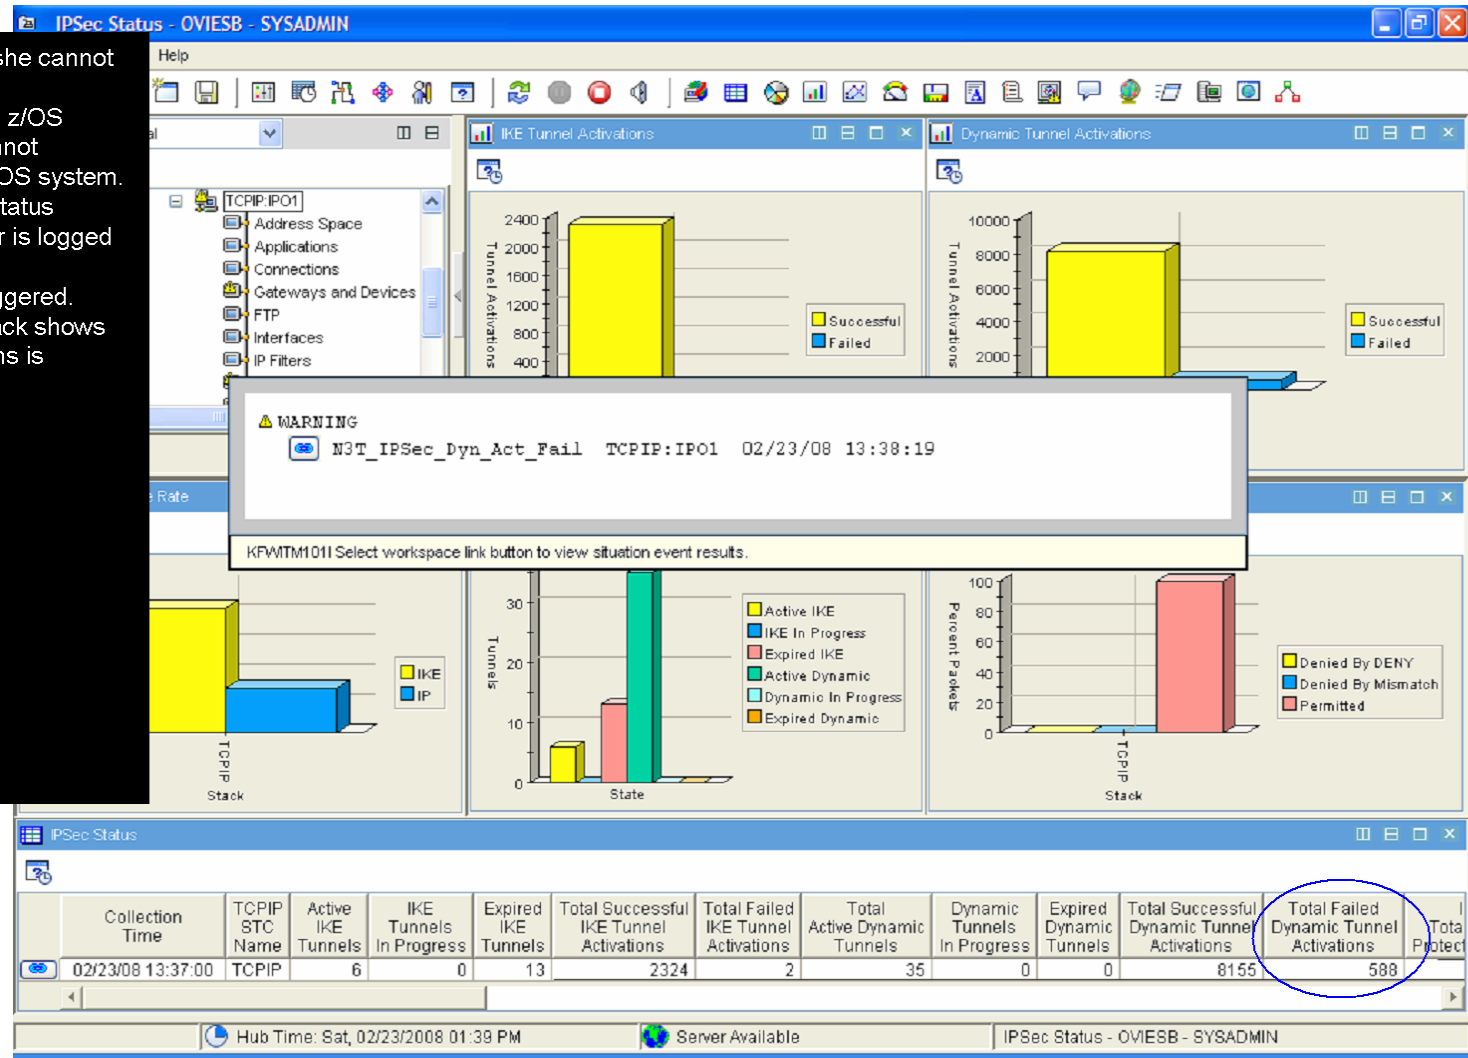 IPSec Status - OVIESB - SYSADMIN
she cannot
z/OS
not
OS system.
tatus
r is logged
ggered.
ack shows
ns is
Help
al
TCPIP:IPO1
Address Space
Applications
Connections
Gateways and Devices
FTP
Interfaces
IP Filters
IKE Tunnel Activations
2400
2000
1600
1200
800
400
Tunnel Activations
Successful
Failed
Dynamic Tunnel Activations
10000
8000
6000
4000
2000
Tunnel Activations
Successful
Failed
WARNING
N3T_IPSec_Dyn_Act_Fail TCPIP:IPO1 02/23/08 13:38:19
KFWITM101I Select workspace link button to view situation event results.
e Rate
IKE
IP
TCPIP
Stack
30
20
10
0
Tunnels
State
Active IKE
IKE In Progress
Expired IKE
Active Dynamic
Dynamic In Progress
Expired Dynamic
100
80
60
40
20
0
Percent Packets
TCPIP
Stack
Denied By DENY
Denied By Mismatch
Permitted
IPSec Status
Collection Time
TCPIP STC Name
Active IKE Tunnels
IKE Tunnels In Progress
Expired IKE Tunnels
Total Successful IKE Tunnel Activations
Total Failed IKE Tunnel Activations
Total Active Dynamic Tunnels
Dynamic Tunnels In Progress
Expired Dynamic Tunnels
Total Successful Dynamic Tunnel Activations
Total Failed Dynamic Tunnel Activations
I
Tota
Protect
02/23/08 13:37:00 TCPIP 6 0 13 2324 2 35 0 0 8155 588
Hub Time: Sat, 02/23/2008 01:39 PM
Server Available
IPSec Status - OVIESB - SYSADMIN